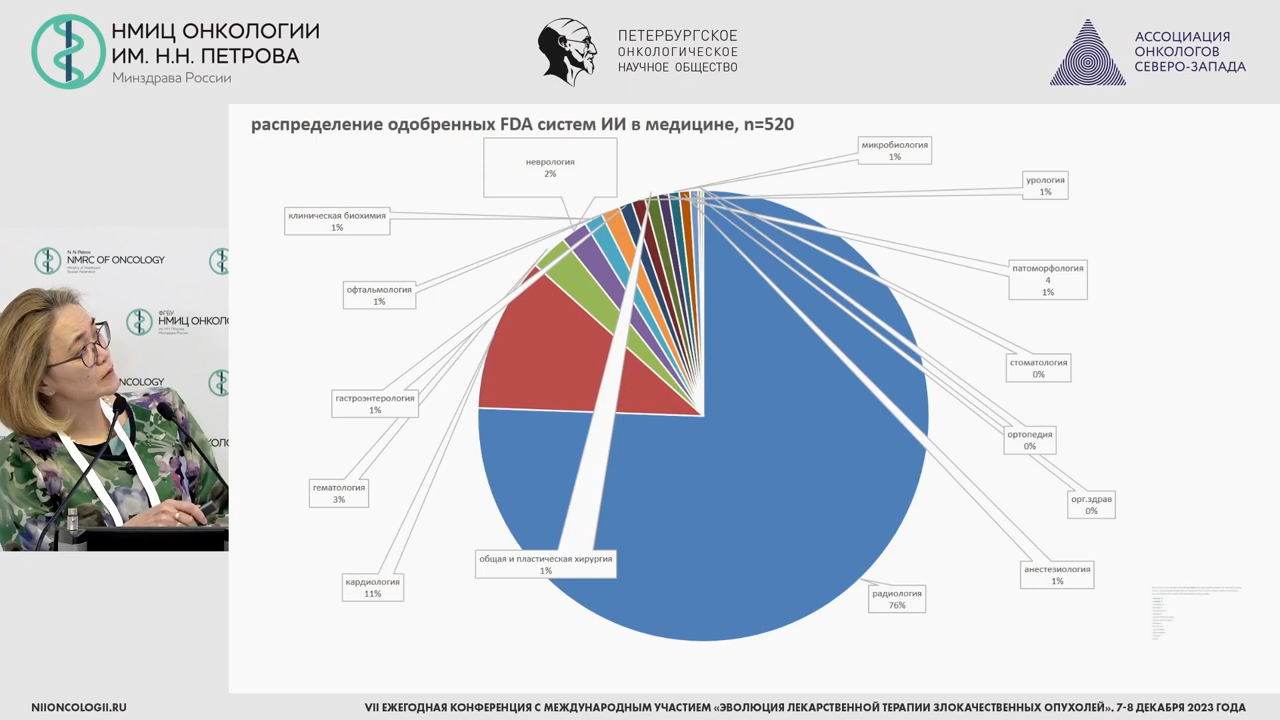 НМИЦ ОНКОЛОГИИ
ИМ. Н.Н. ПЕТРОВА
Минздрава России
ПЕТЕРБУРГСКОЕ
ОНКОЛОГИЧЕСКОЕ
НАУЧНОЕ ОБЩЕСТВО
АССОЦИАЦИЯ
ОНКОЛОГОВ
СЕВЕРО-ЗАПАДА
распределение одобренных FDA систем ИИ в медицине, n=520
неврология
2%
микробиология
1%
урология
1%
клиническая биохимия
1%
патоморфология
4
1%
офтальмология
1%
стоматология
0%
гастроэнтерология
1%
ортопедия
0%
гематология
3%
орг.здрав
0%
общая и пластическая хирургия
1%
анестезиология
1%
кардиология
11%
радиология
76%
N.N. Petrov
NMRC OF ONCOLOGY
ФГБУ
НМИЦ ОНКОЛО
COLOGY
NIIONCOLOGII.RU
VII ЕЖЕГОДНАЯ КОНФЕРЕНЦИЯ С МЕЖДУНАРОДНЫМ УЧАСТИЕМ «ЭВОЛЮЦИЯ ЛЕКАРСТВЕННОЙ ТЕРАПИИ ЗЛОКАЧЕСТВЕННЫХ ОПУХОЛЕЙ». 7-8 ДЕКАБРЯ 2023 ГОДА